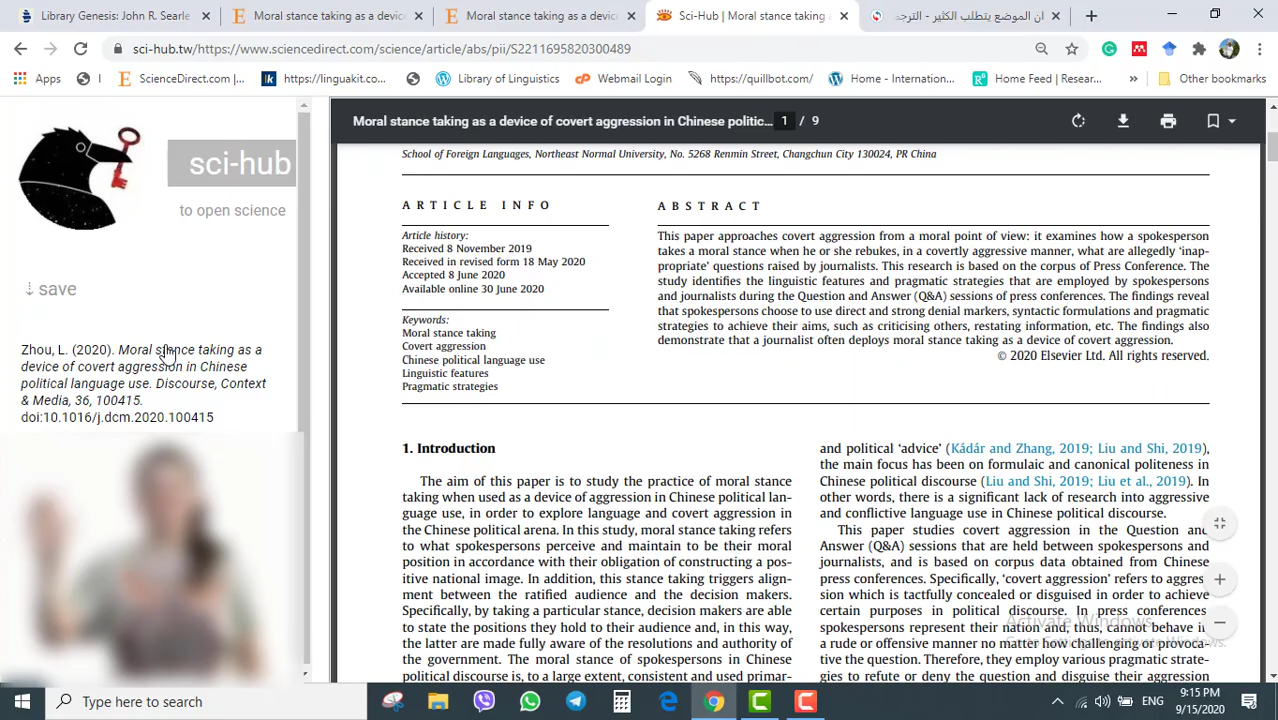 Library Genesis: John R. Searle
Moral stance taking as a device
Moral stance taking as a device
Sci-Hub | Moral stance taking
ان الموضع يتطلب الكثير - الترجم
sci-hub.tw/https://www.sciencedirect.com/science/article/abs/pii/S2211695820300489
Apps
ScienceDirect.com |...
https://linguakit.co...
Library of Linguistics
Webmail Login
https://quillbot.com/
Home - Internation...
Home Feed | Resear...
Other bookmarks
Moral stance taking as a device of covert aggression in Chinese politic... 1 / 9
sci-hub
to open science
↓ save
Zhou, L. (2020). Moral stance taking as a
device of covert aggression in Chinese
political language use. Discourse, Context
& Media, 36, 100415.
doi:10.1016/j.dcm.2020.100415
School of Foreign Languages, Northeast Normal University, No. 5268 Renmin Street, Changchun City 130024, PR China
ARTICLE INFO
Article history:
Received 8 November 2019
Received in revised form 18 May 2020
Accepted 8 June 2020
Available online 30 June 2020
Keywords:
Moral stance taking
Covert aggression
Chinese political language use
Linguistic features
Pragmatic strategies
ABSTRACT
This paper approaches covert aggression from a moral point of view: it examines how a spokesperson
takes a moral stance when he or she rebukes, in a covertly aggressive manner, what are allegedly ‘inap-
propriate’ questions raised by journalists. This research is based on the corpus of Press Conference. The
study identifies the linguistic features and pragmatic strategies that are employed by spokespersons
and journalists during the Question and Answer (Q&A) sessions of press conferences. The findings reveal
that spokespersons choose to use direct and strong denial markers, syntactic formulations and pragmatic
strategies to achieve their aims, such as criticising others, restating information, etc. The findings also
demonstrate that a journalist often deploys moral stance taking as a device of covert aggression.
© 2020 Elsevier Ltd. All rights reserved.
1. Introduction
The aim of this paper is to study the practice of moral stance
taking when used as a device of aggression in Chinese political lan-
guage use, in order to explore language and covert aggression in
the Chinese political arena. In this study, moral stance taking refers
to what spokespersons perceive and maintain to be their moral
position in accordance with their obligation of constructing a pos-
itive national image. In addition, this stance taking triggers align-
ment between the ratified audience and the decision makers.
Specifically, by taking a particular stance, decision makers are able
to state the positions they hold to their audience and, in this way,
the latter are made fully aware of the resolutions and authority of
the government. The moral stance of spokespersons in Chinese
political discourse is, to a large extent, consistent and used primar-
and political ‘advice’ (Kádár and Zhang, 2019; Liu and Shi, 2019),
the main focus has been on formulaic and canonical politeness in
Chinese political discourse (Liu and Shi, 2019; Liu et al., 2019). In
other words, there is a significant lack of research into aggressive
and conflictive language use in Chinese political discourse.
This paper studies covert aggression in the Question and
Answer (Q&A) sessions that are held between spokespersons and
journalists, and is based on corpus data obtained from Chinese
press conferences. Specifically, ‘covert aggression’ refers to aggres-
sion which is tactfully concealed or disguised in order to achieve
certain purposes in political discourse. In press conferences,
spokespersons represent their nation and, thus, cannot behave in
a rude or offensive manner no matter how challenging or provoca-
tive the question. Therefore, they employ various pragmatic strate-
gies to refute or deny the question and disguise their aggression
Activate Windows
Go to Settings to activate Windows.
Type here to search
ENG
9:15 PM
9/15/2020